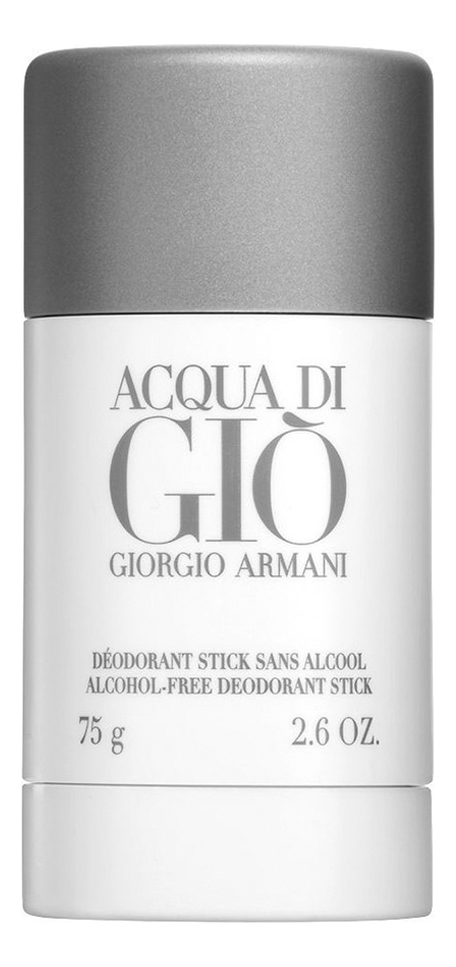 ACQUA DI
GIÒ
GIORGIO ARMANI
DÉODORANT STICK SANS ALCOOL
ALCOHOL-FREE DEODORANT STICK
75 g 2.6 OZ.